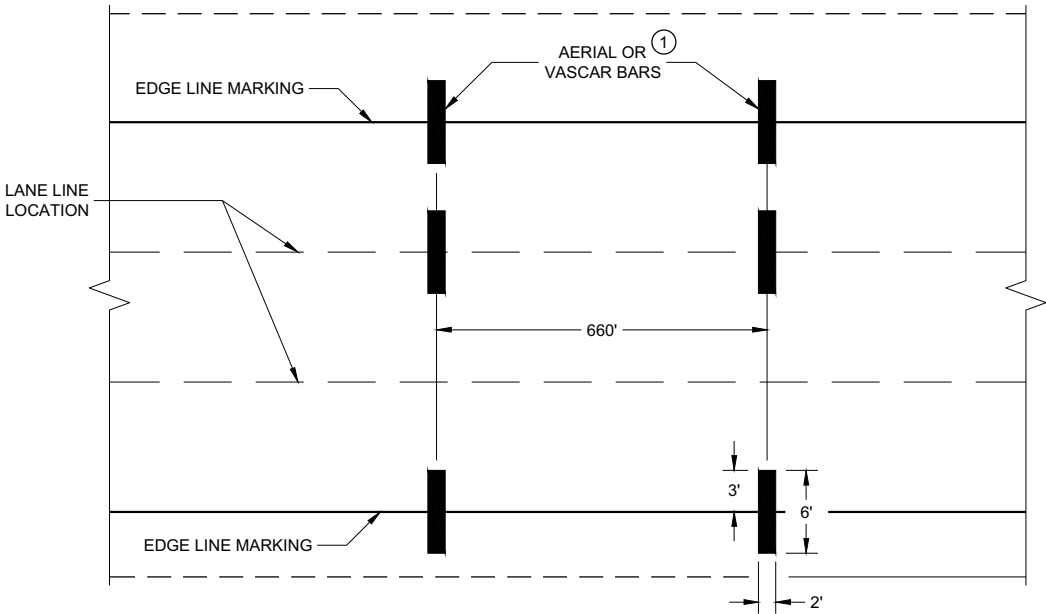 AERIAL OR 1
VASCAR BARS
EDGE LINE MARKING
LANE LINE
LOCATION
660'
3'
6'
EDGE LINE MARKING
2'